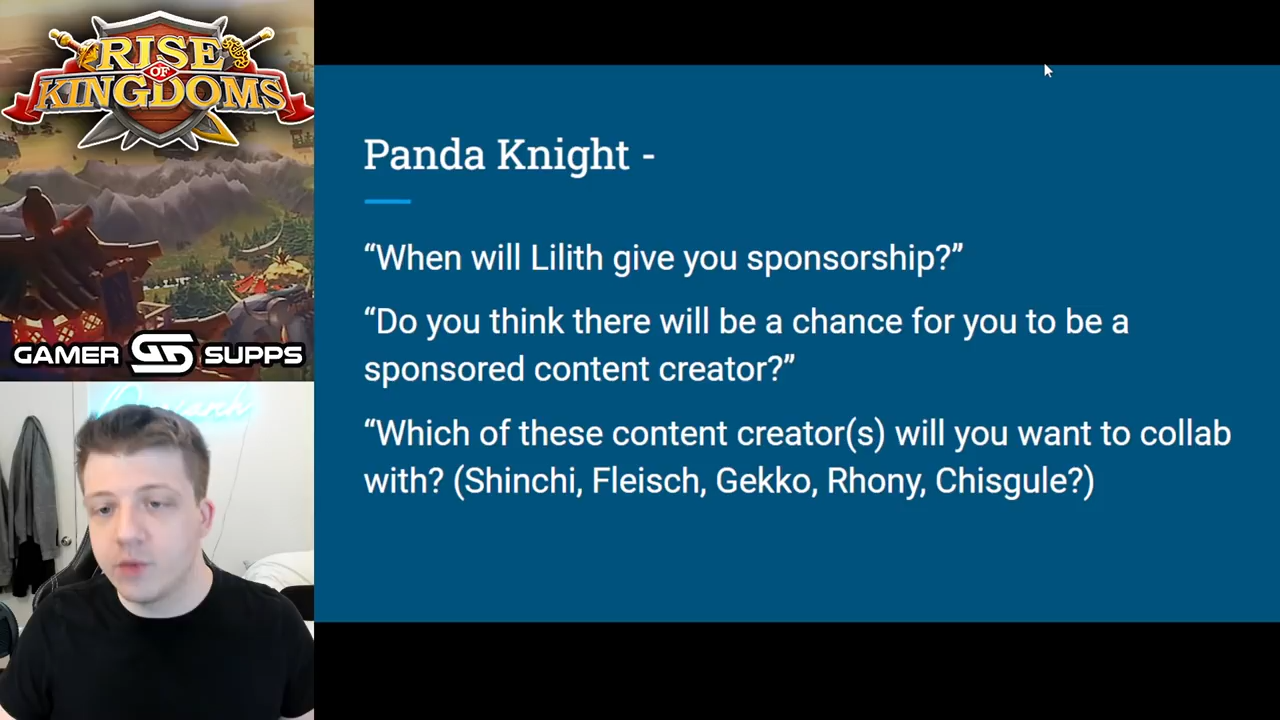 RISE
OF
KINGDOMS
GAMER GS SUPPS
Panda Knight -
“When will Lilith give you sponsorship?”
“Do you think there will be a chance for you to be a
sponsored content creator?”
“Which of these content creator(s) will you want to collab
with? (Shinchi, Fleisch, Gekko, Rhony, Chisgule?)